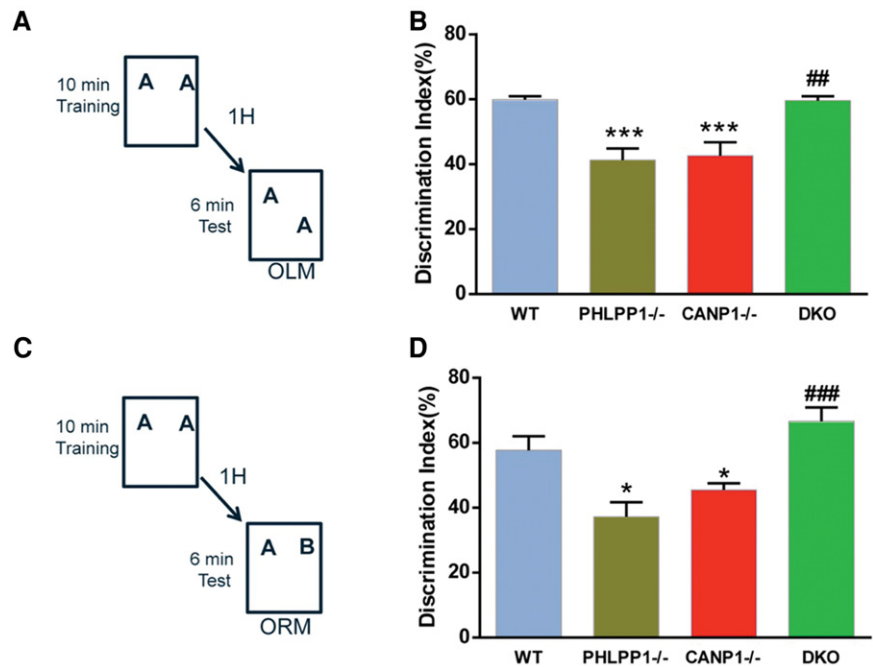 A
10 min
Training
A A
1H
6 min
Test
A
A
OLM
B
Discrimination Index(%)
80
60
40
20
0
***
***
##
WT PHLPP1-/- CANP1-/- DKO
C
10 min
Training
A A
1H
6 min
Test
A B
ORM
D
Discrimination Index(%)
80
60
40
20
0
*
*
###
WT PHLPP1-/- CANP1-/- DKO